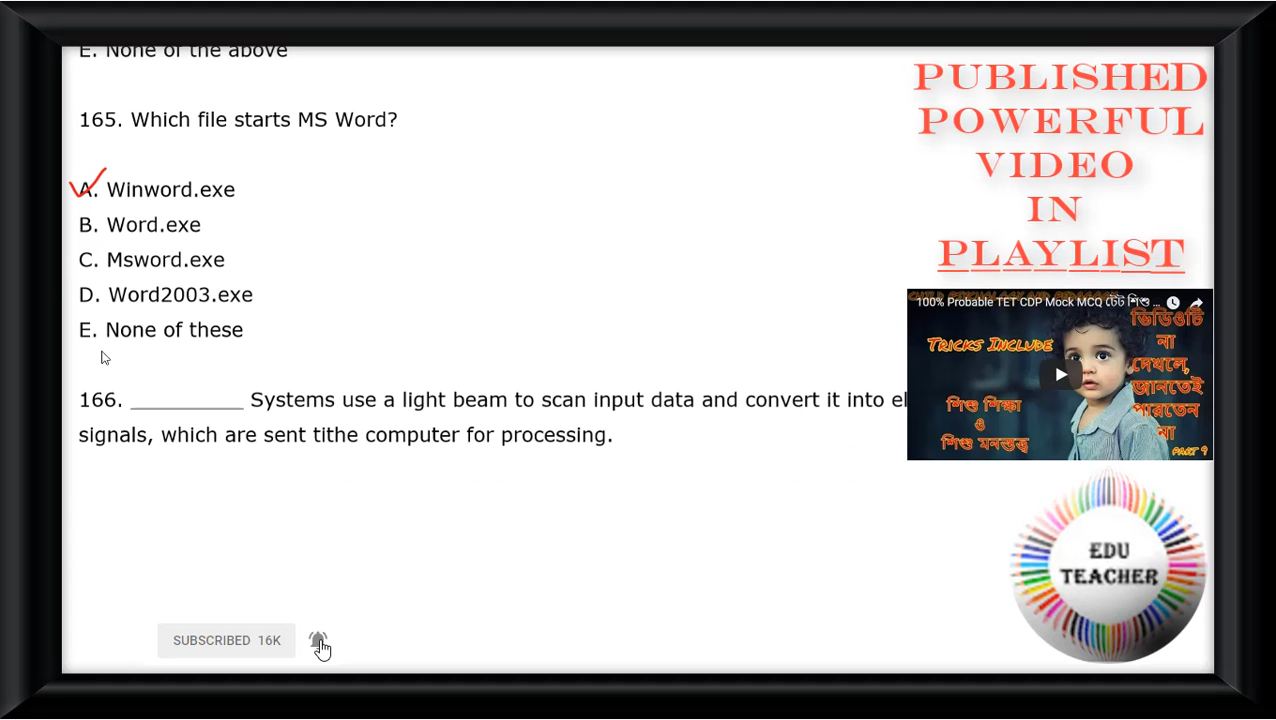 E. None of the above
165. Which file starts MS Word?
A. Winword.exe
B. Word.exe
C. Msword.exe
D. Word2003.exe
E. None of these
166. __________ Systems use a light beam to scan input data and convert it into el
signals, which are sent tithe computer for processing.
PUBLISHED
POWERFUL
VIDEO
IN
PLAYLIST
100% Probable TET CDP Mock MCQ টেট শিশু ...
TRICKS INCLUDE
শিশু শিক্ষা
ও
শিশু মনস্তত্ত্ব
ভিডিওটি
না
দেখলে,
জানতেই
পারতেন
না
PART 9
EDU
TEACHER
SUBSCRIBED 16K